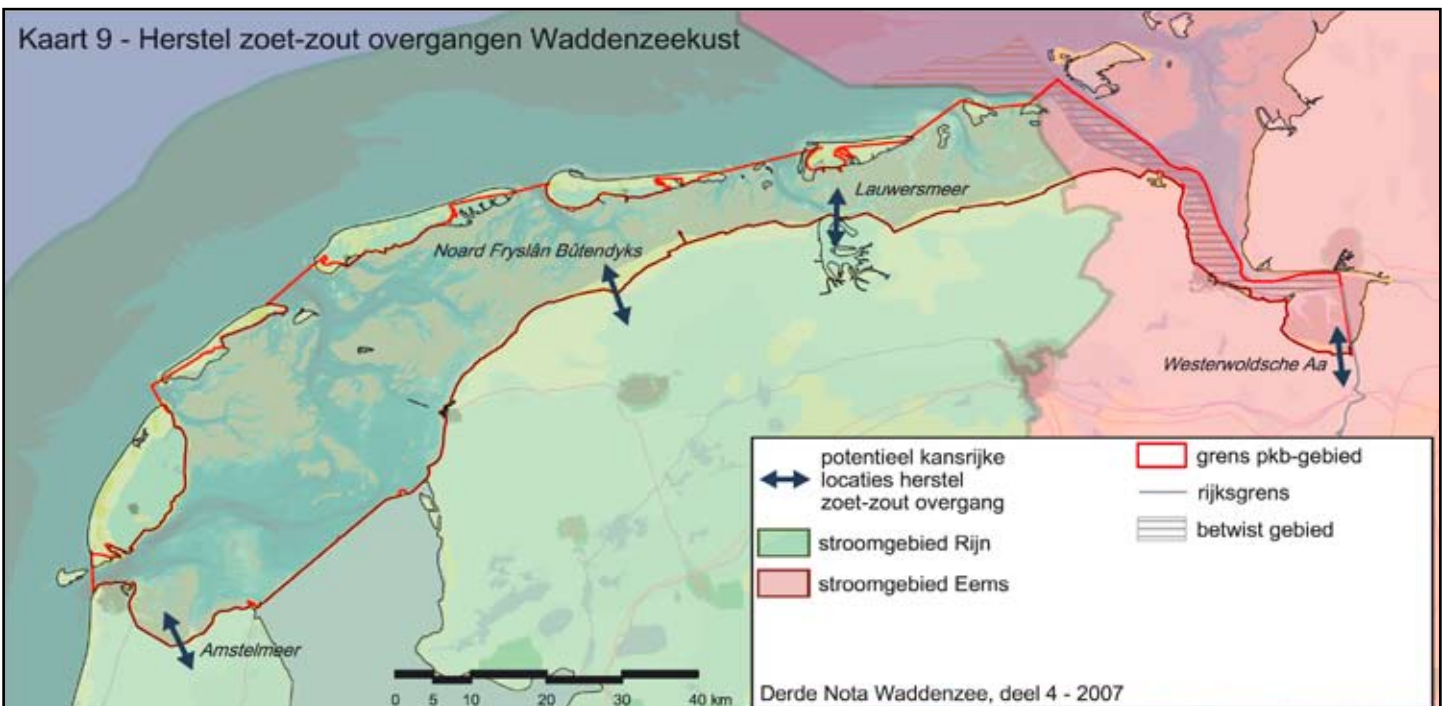 Kaart 9 - Herstel zoet-zout overgangen Waddenzeekust
Lauwersmeer
Noard Fryslân Bûtendyks
Westerwoldsche Aa
Amstelmeer
potentieel kansrijke
locaties herstel
zoet-zout overgang
stroomgebied Rijn
stroomgebied Eems
grens pkb-gebied
rijksgrens
betwist gebied
0 5 10 20 30 40 km
Derde Nota Waddenzee, deel 4 - 2007